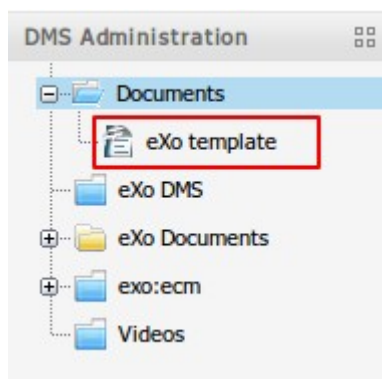 DMS Administration
Documents
eXo template
eXo DMS
eXo Documents
exo:ecm
Videos